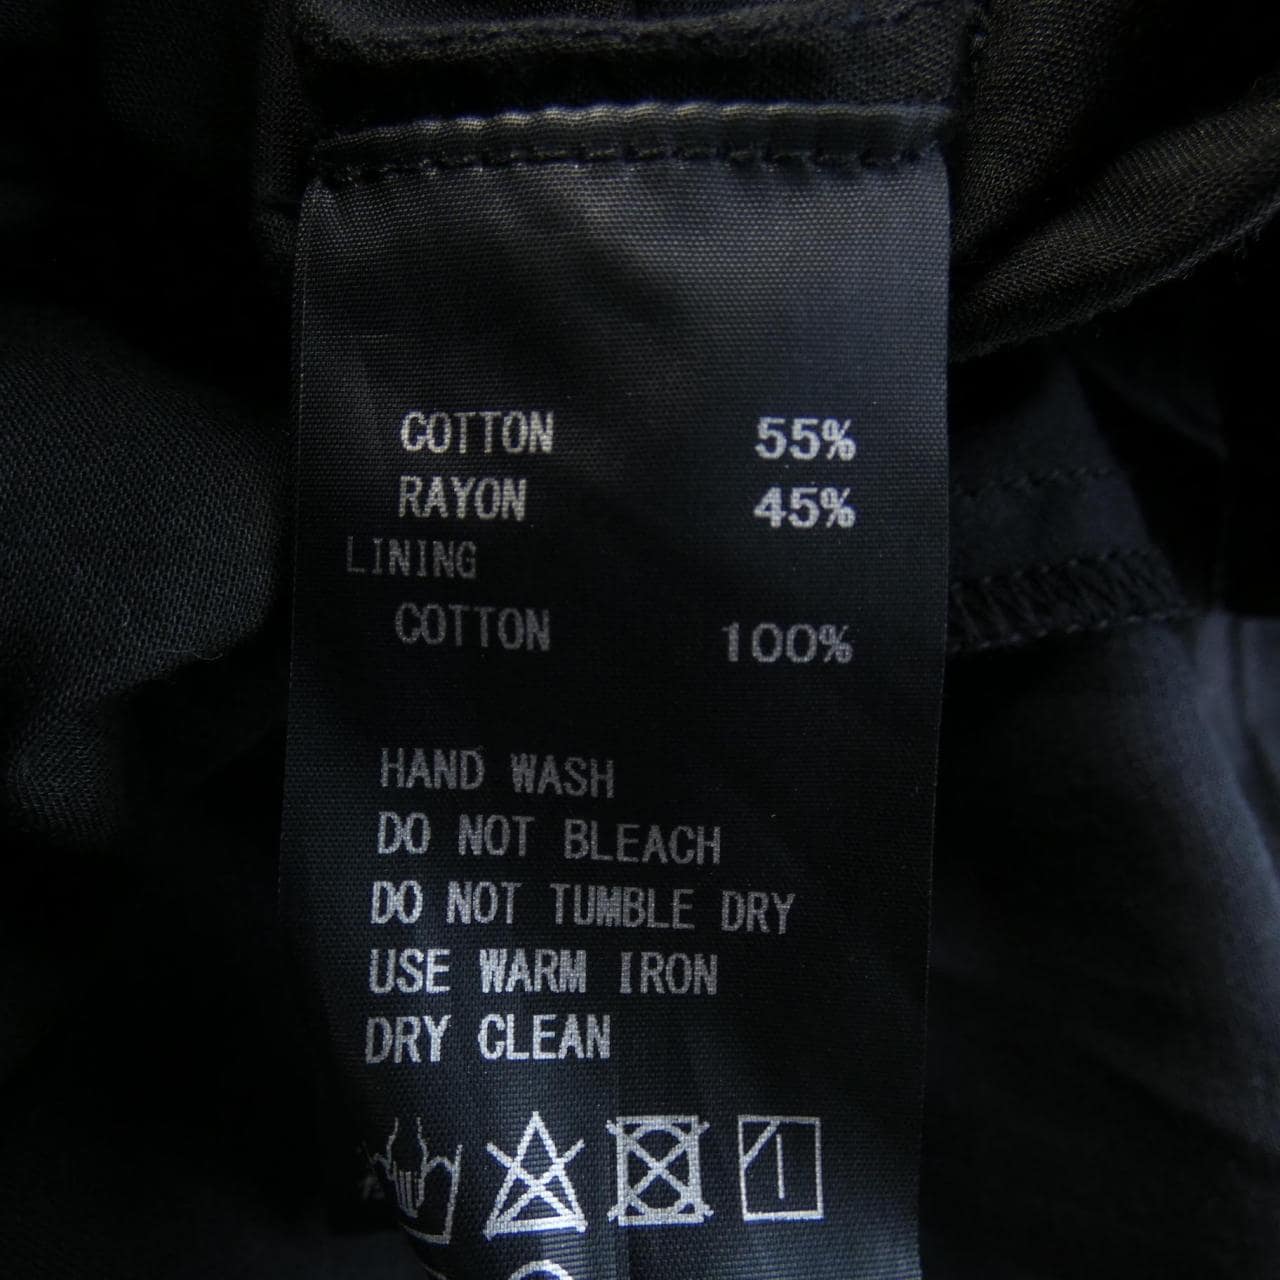 COTTON 55%
RAYON 45%
LINING
COTTON 100%
HAND WASH
DO NOT BLEACH
DO NOT TUMBLE DRY
USE WARM IRON
DRY CLEAN